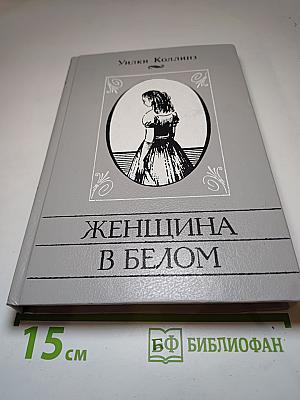 Уилки Коллинз
ЖЕНЩИНА
В БЕЛОМ
15 см
БФ БИБЛИОФАН